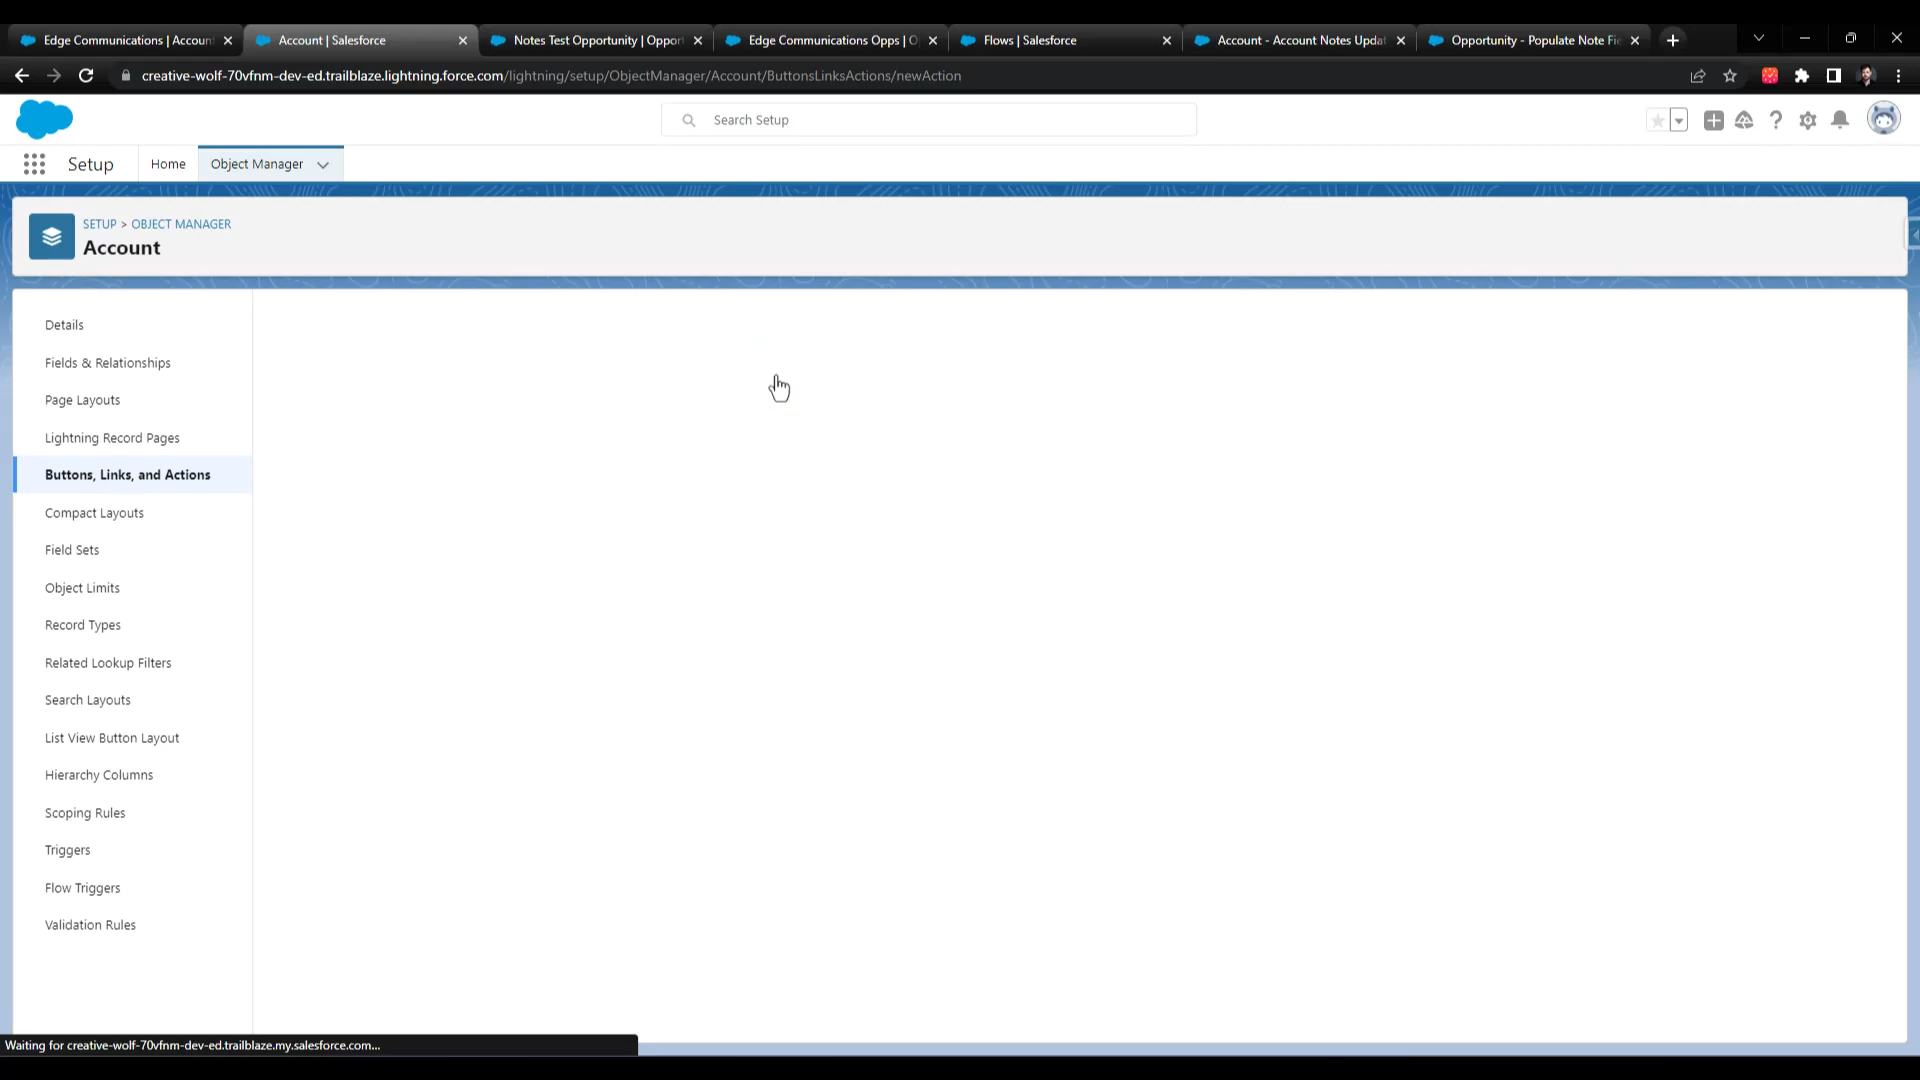 Edge Communications | Accoun
Account | Salesforce
Notes Test Opportunity | Oppor
Edge Communications Opps | O
Flows | Salesforce
Account - Account Notes Updat
Opportunity - Populate Note Fie
creative-wolf-70vfnm-dev-ed.trailblaze.lightning.force.com/lightning/setup/ObjectManager/Account/ButtonsLinksActions/newAction
Search Setup
Setup
Home
Object Manager
SETUP > OBJECT MANAGER
Account
Details
Fields & Relationships
Page Layouts
Lightning Record Pages
Buttons, Links, and Actions
Compact Layouts
Field Sets
Object Limits
Record Types
Related Lookup Filters
Search Layouts
List View Button Layout
Hierarchy Columns
Scoping Rules
Triggers
Flow Triggers
Validation Rules
Waiting for creative-wolf-70vfnm-dev-ed.trailblaze.my.salesforce.com...